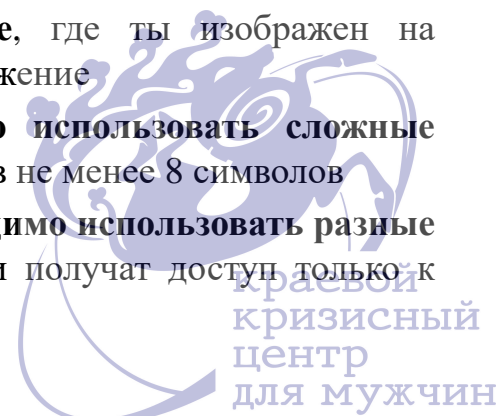 е, где ты изображен на
жение
о использовать сложные
в не менее 8 символов
димо использовать разные
и получат доступ только к
краевой
кризисный
центр
для мужчин